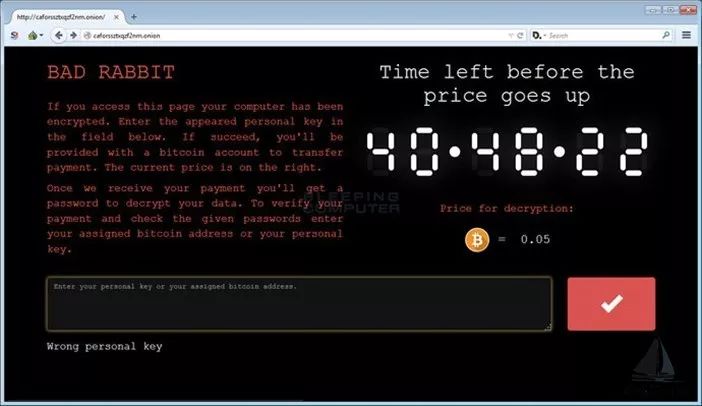 http://caforssztxqzf2nm.onion/
caforssztxqzf2nm.onion
Search
BAD RABBIT
If you access this page your computer has been
encrypted. Enter the appeared personal key in
the field below. If succeed, you'll be
provided with a bitcoin account to transfer
payment. The current price is on the right.
Once we receive your payment you'll get a
password to decrypt your data. To verify your
payment and check the given passwords enter
your assigned bitcoin address or your personal
key.
Time left before the
price goes up
40.48.22
BLEEPING
COMPUTER
Price for decryption:
= 0.05
Enter your personal key or your assigned bitcoin address.
Wrong personal key